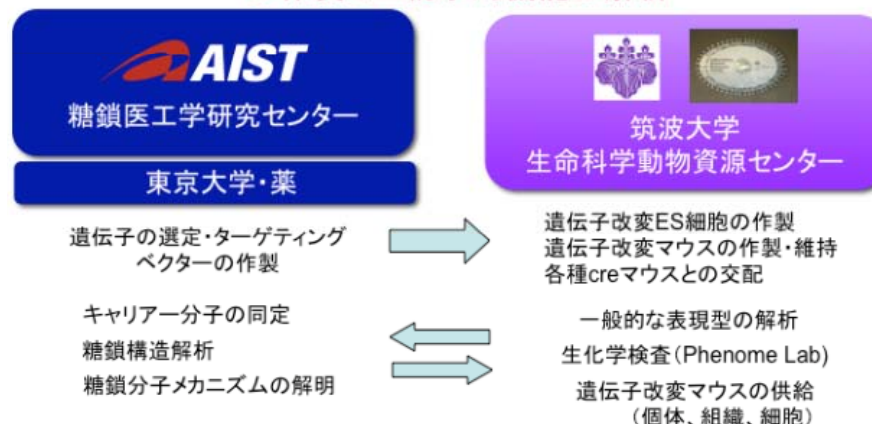 AIST
糖鎖医工学研究センター
東京大学・薬
遺伝子の選定・ターゲティング
ベクターの作製
キャリアー分子の同定
糖鎖構造解析
糖鎖分子メカニズムの解明
筑波大学
生命科学動物資源センター
遺伝子改変ES細胞の作製
遺伝子改変マウスの作製・維持
各種creマウスとの交配
一般的な表現型の解析
生化学検査(Phenome Lab)
遺伝子改変マウスの供給
(個体、組織、細胞)